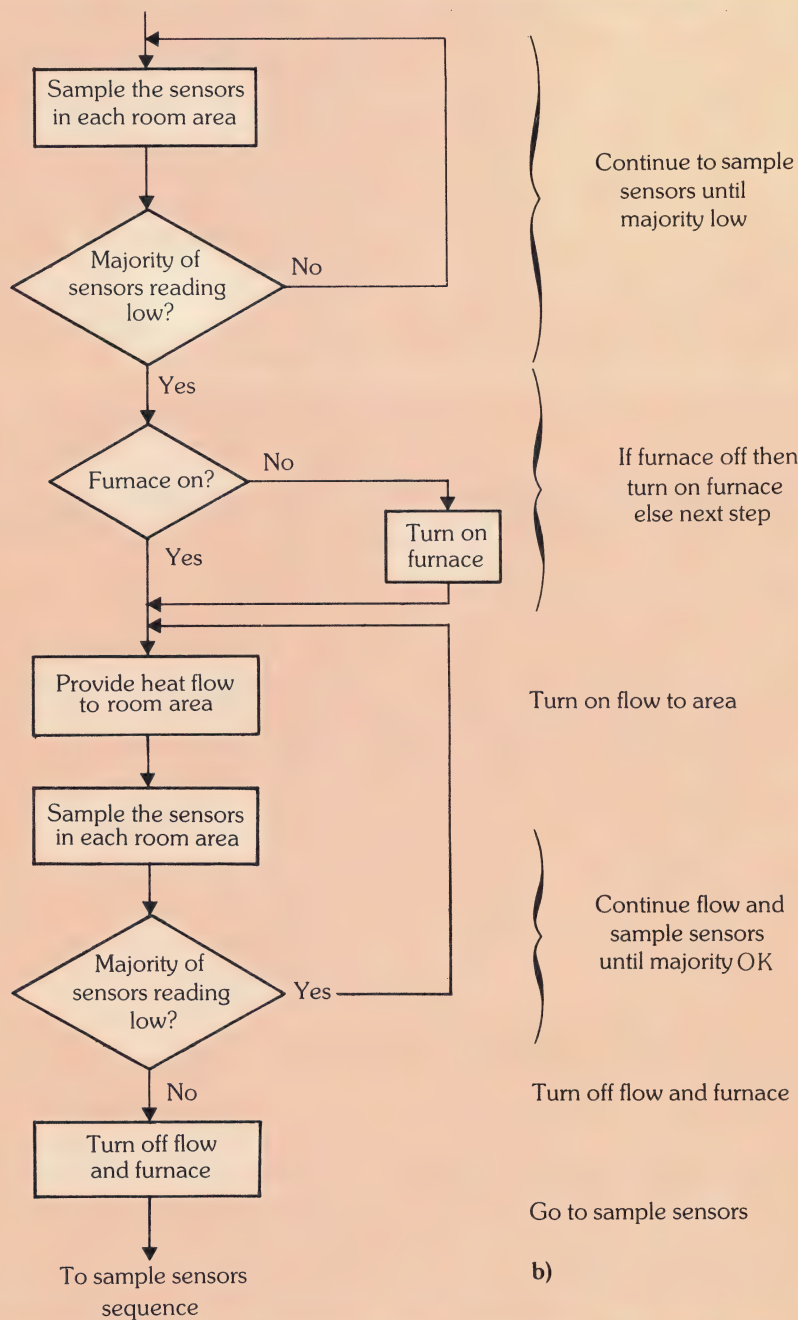 Sample the sensors
in each room area
Majority of
sensors reading
low?
No
Yes
Furnace on?
No
Turn on
furnace
Yes
Provide heat flow
to room area
Sample the sensors
in each room area
Majority of
sensors reading
low?
Yes
No
Turn off flow
and furnace
To sample sensors
sequence
Continue to sample
sensors until
majority low
If furnace off then
turn on furnace
else next step
Turn on flow to area
Continue flow and
sample sensors
until majority OK
Turn off flow and furnace
Go to sample sensors
b)